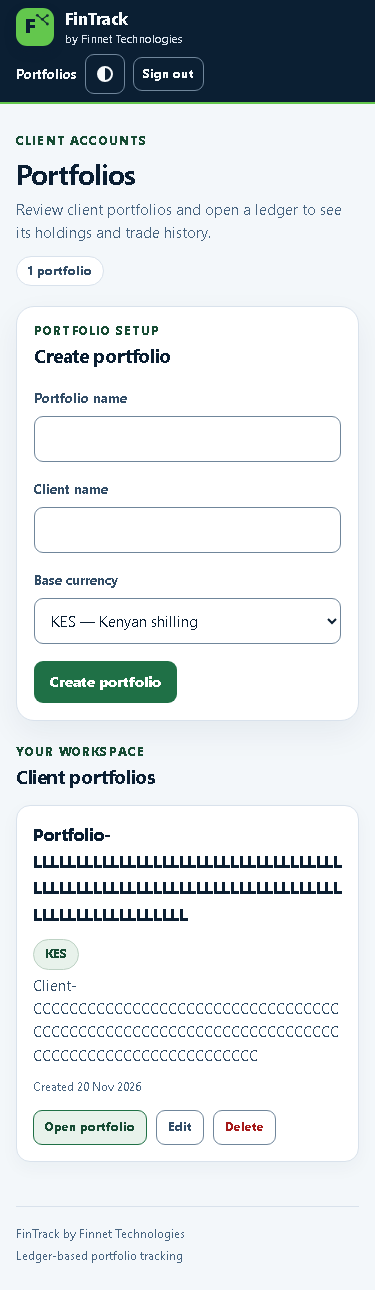 F
FinTrack
by Finnet Technologies
Portfolios
Sign out
CLIENT ACCOUNTS
Portfolios
Review client portfolios and open a ledger to see
its holdings and trade history.
1 portfolio
PORTFOLIO SETUP
Create portfolio
Portfolio name
Client name
Base currency
KES — Kenyan shilling
Create portfolio
YOUR WORKSPACE
Client portfolios
Portfolio-
LLLLLLLLLLLLLLLLLLLLLLLLLLLLLLLLLLLL
LLLLLLLLLLLLLLLLLLLLLLLLLLLLLLLLLLLL
LLLLLLLLLLLLLLLLLL
KES
Client-
CCCCCCCCCCCCCCCCCCCCCCCCCCCCCCCCCC
CCCCCCCCCCCCCCCCCCCCCCCCCCCCCCCCCC
CCCCCCCCCCCCCCCCCCCCCCCCC
Created 20 Nov 2026
Open portfolio
Edit
Delete
FinTrack by Finnet Technologies
Ledger-based portfolio tracking